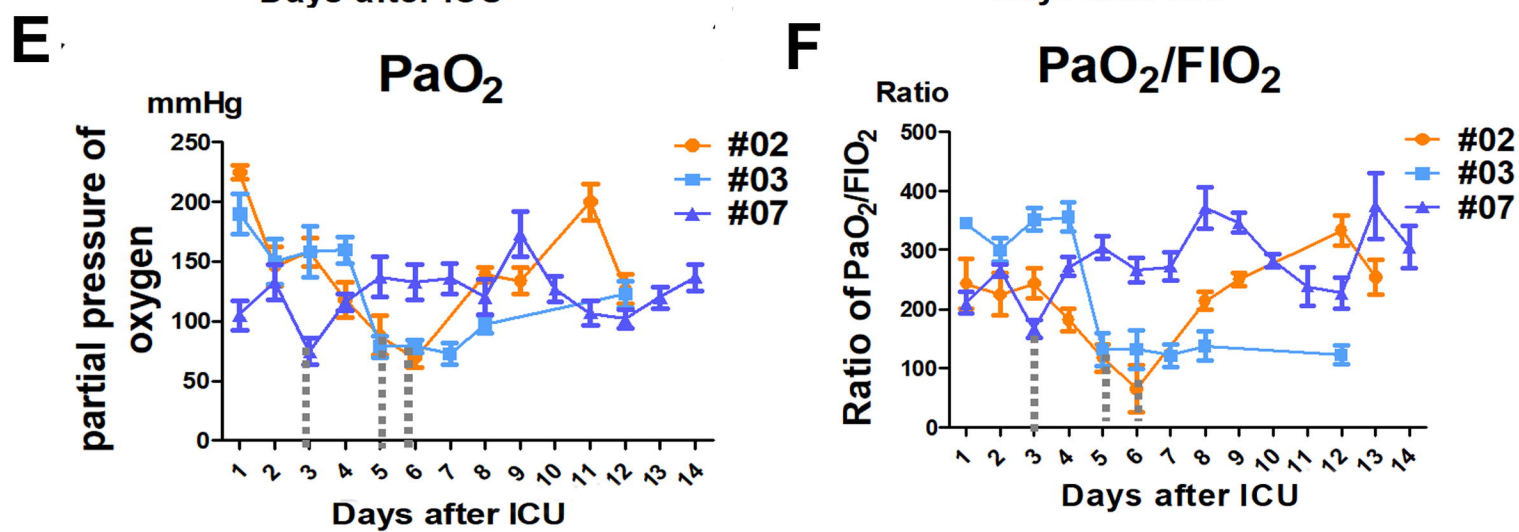 E
PaO2
mmHg
partial pressure of
oxygen
250
200
150
100
50
0
1 2 3 4 5 6 7 8 9 10 11 12 13 14
Days after ICU
#02
#03
#07
F
PaO2/FIO2
Ratio
Ratio of PaO2/FIO2
500
400
300
200
100
0
1 2 3 4 5 6 7 8 9 10 11 12 13 14
Days after ICU
#02
#03
#07